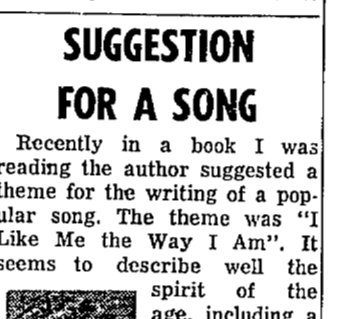 SUGGESTION
FOR A SONG
Recently in a book I was
reading the author suggested a
theme for the writing of a pop-
ular song. The theme was "I
Like Me the Way I Am". It
seems to describe well the
spirit of the
age, including a